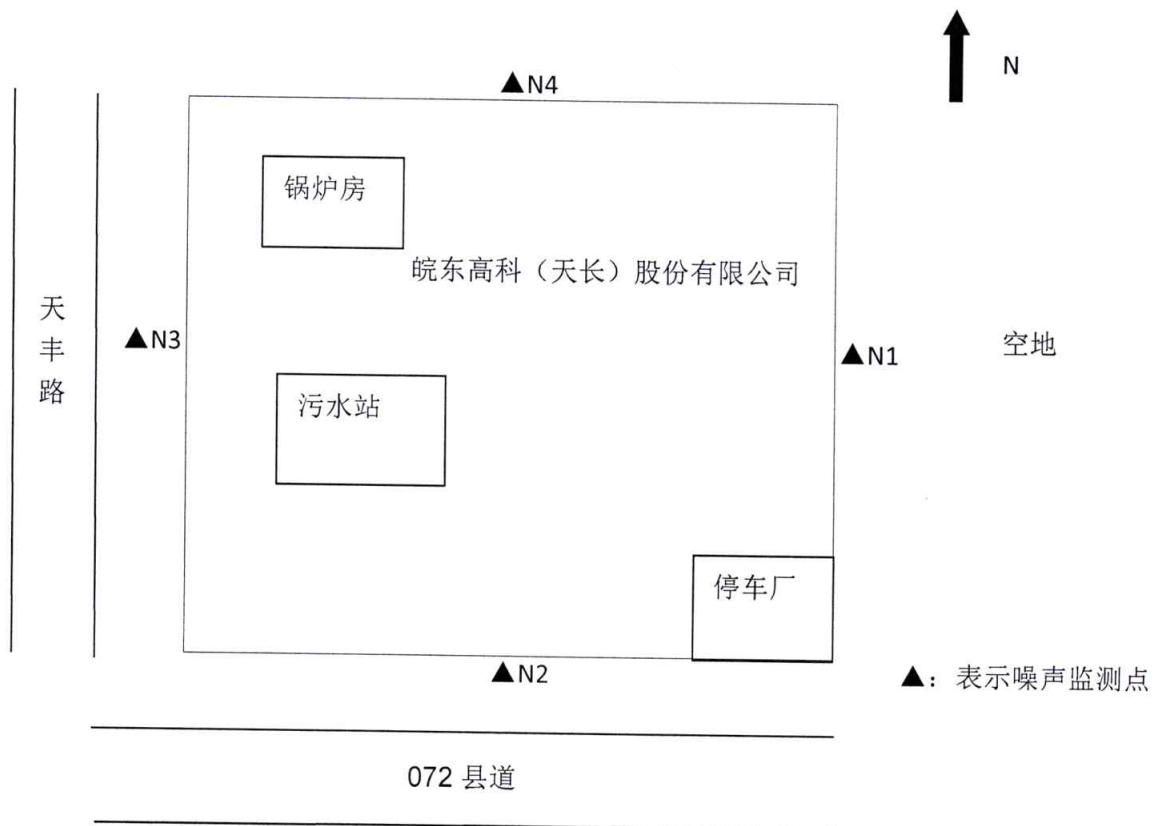 ▲N4
N
锅炉房
皖东高科（天长）股份有限公司
天丰路
▲N3
▲N1
空地
污水站
停车厂
▲N2
▲：表示噪声监测点
072 县道